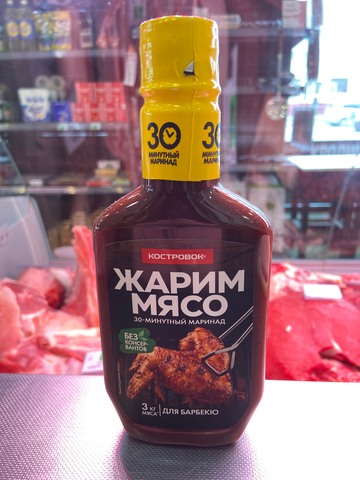 30
МИНУТНЫЙ
МАРИНАД
КОСТРОВОК
ЖАРИМ
МЯСО
30-МИНУТНЫЙ МАРИНАД
БЕЗ
КОНСЕР-
ВАНТОВ
3 КГ
МЯСА*
ДЛЯ БАРБЕКЮ